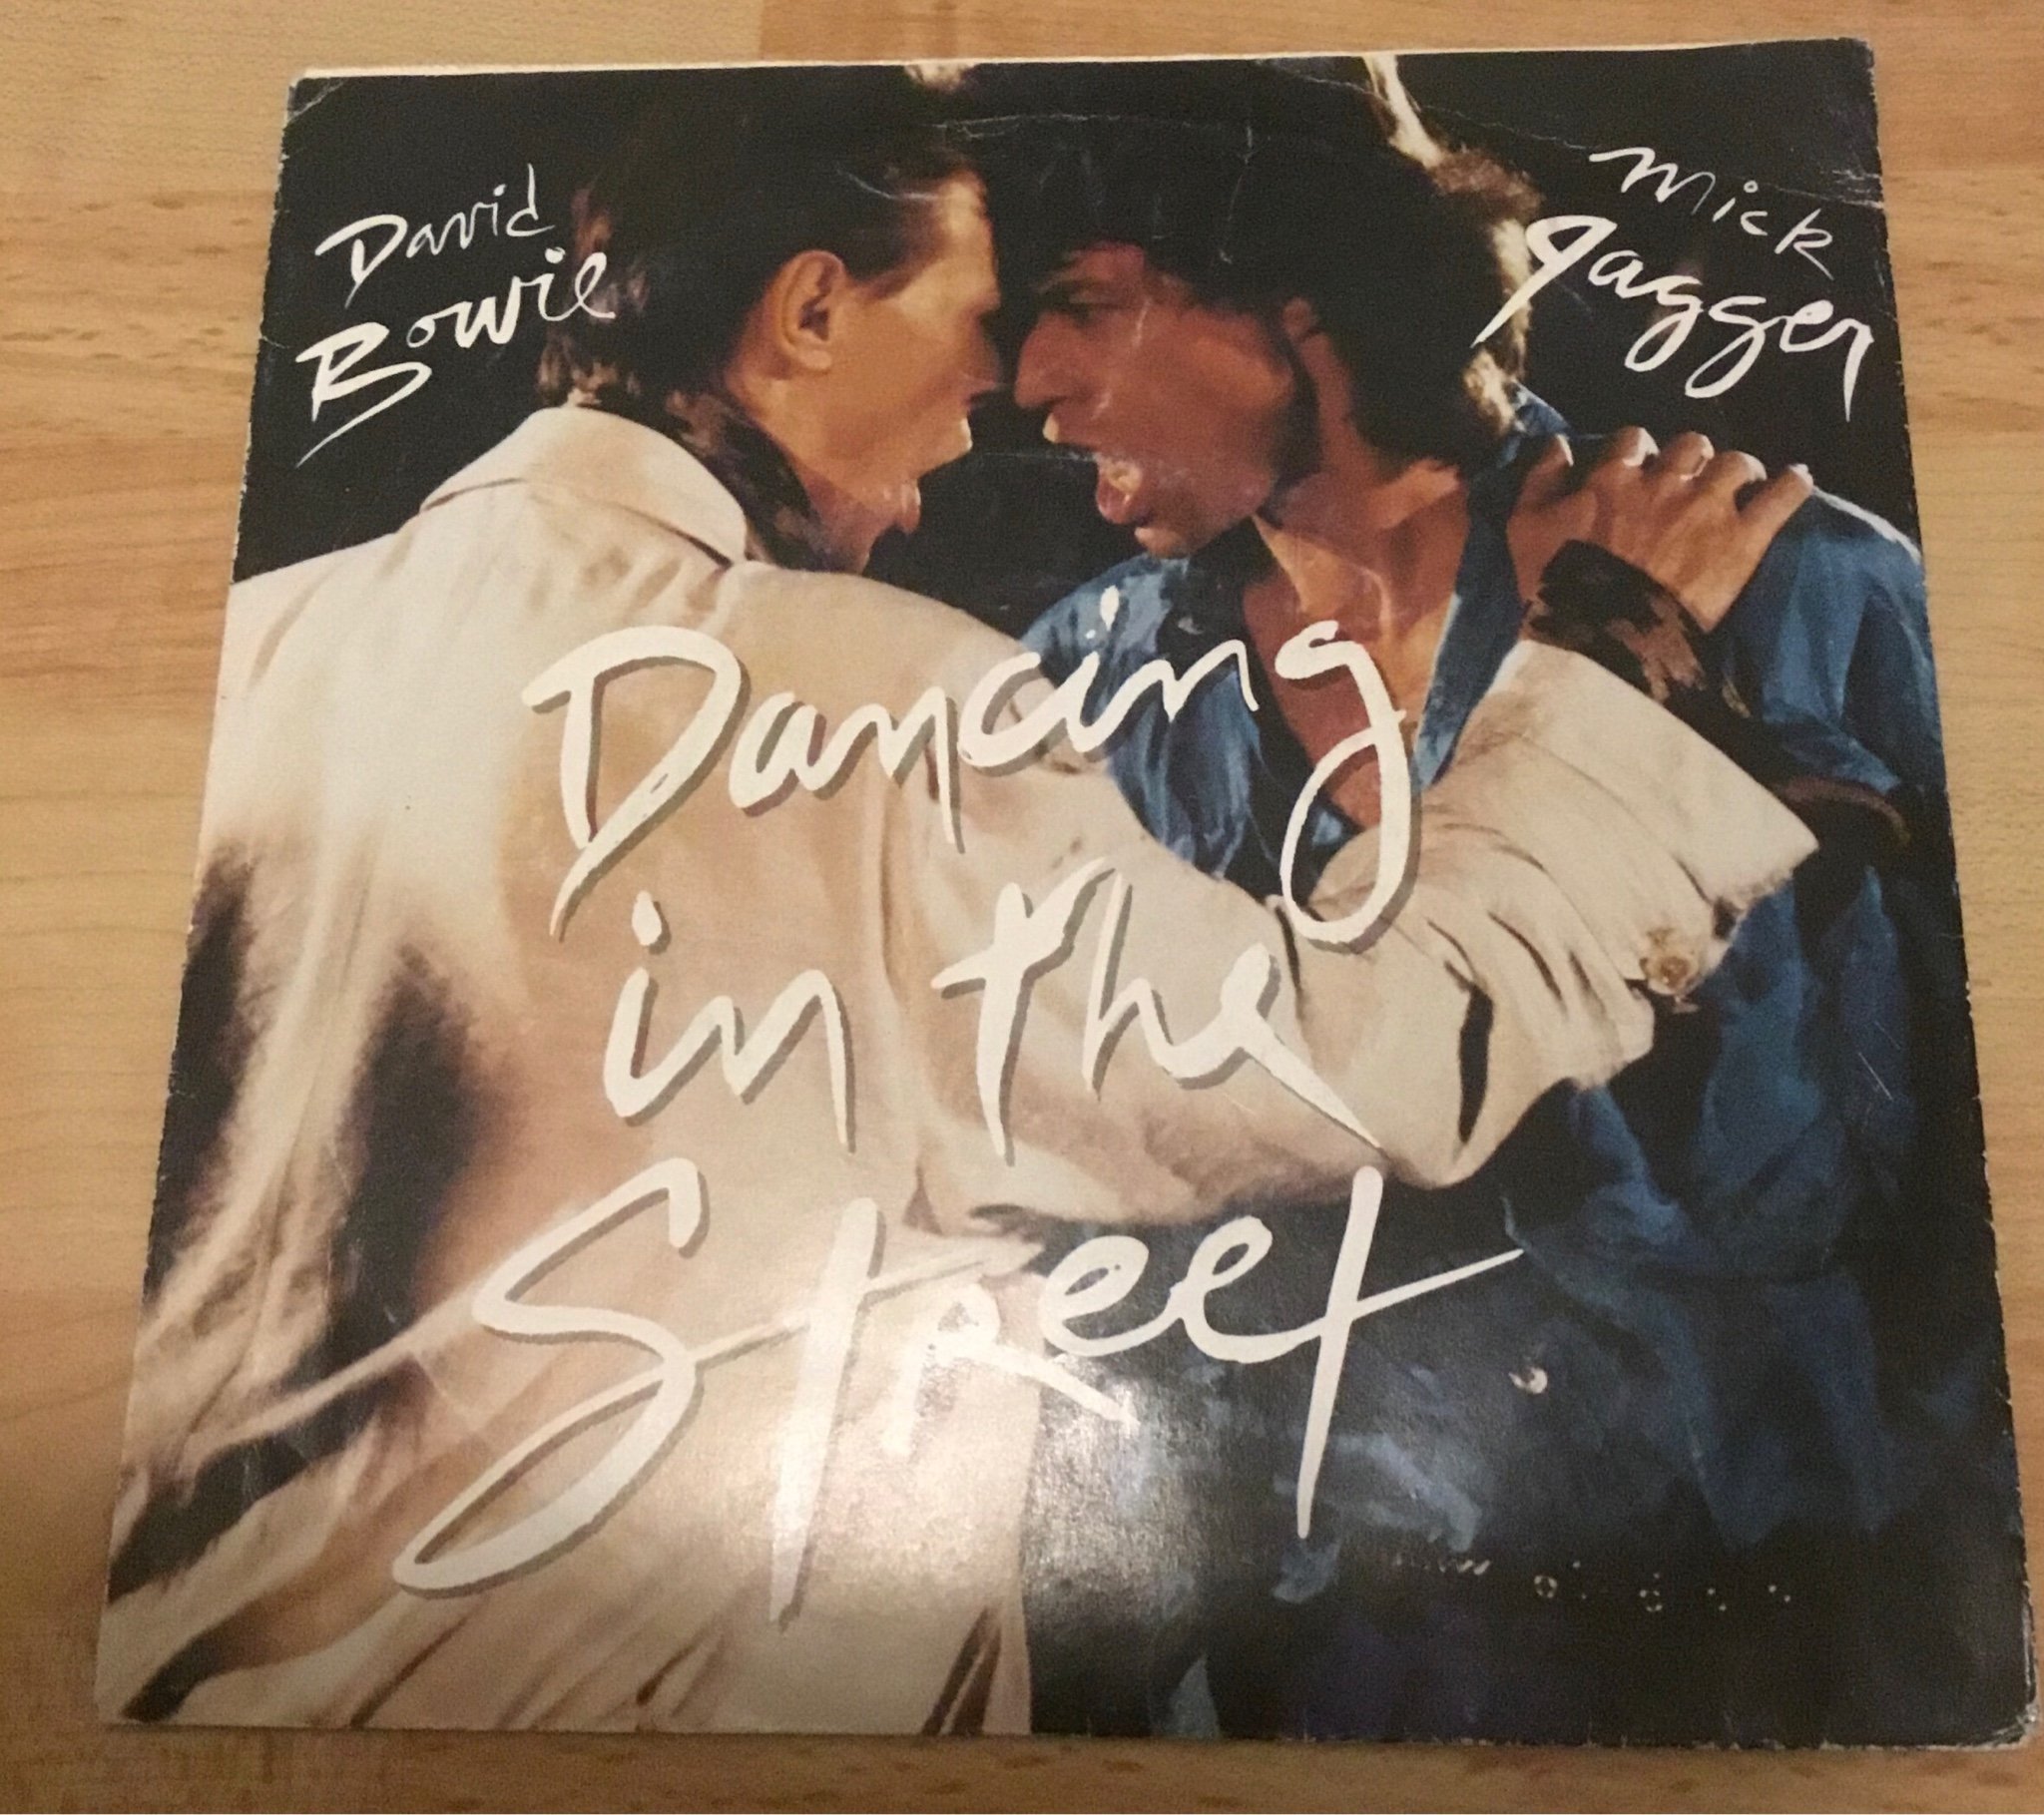 David
Bowie
Mick
Jagger
Dancing
in the
Street